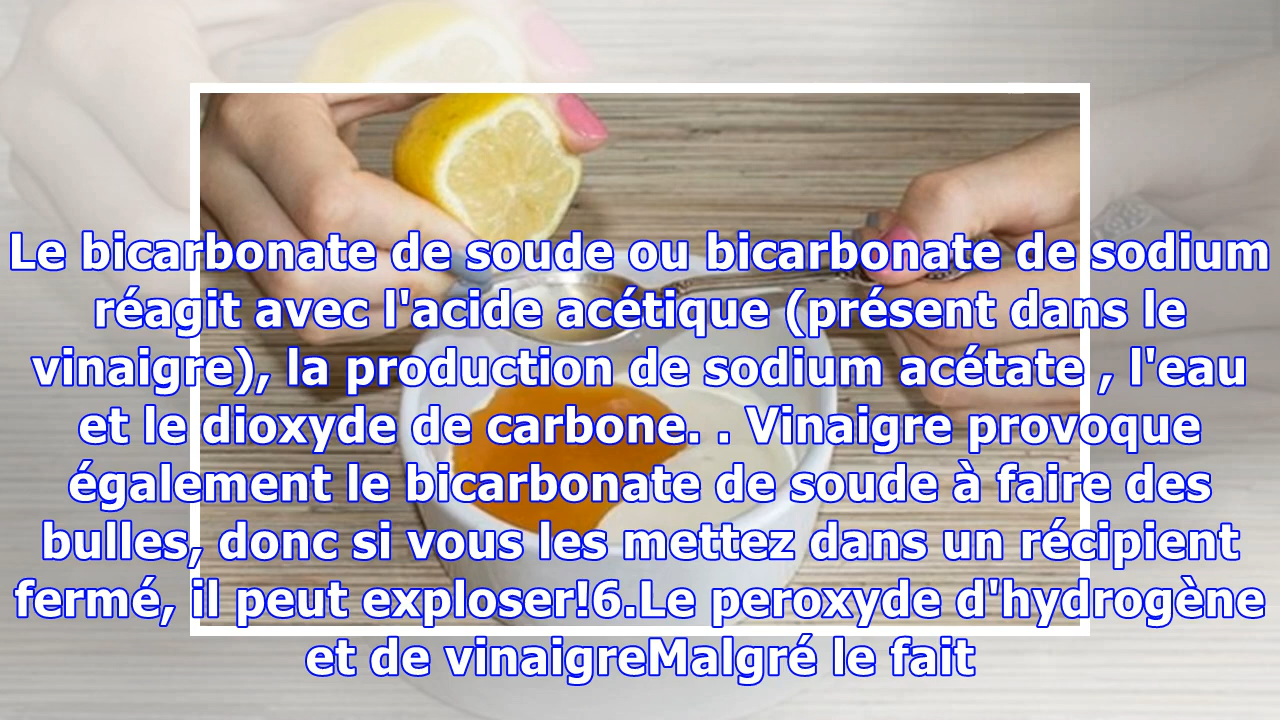 Le bicarbonate de soude ou bicarbonate de sodium
réagit avec l'acide acétique (présent dans le
vinaigre), la production de sodium acétate , l'eau
et le dioxyde de carbone. . Vinaigre provoque
également le bicarbonate de soude à faire des
bulles, donc si vous les mettez dans un récipient
fermé, il peut exploser!6.Le peroxyde d'hydrogène
et de vinaigreMalgré le fait